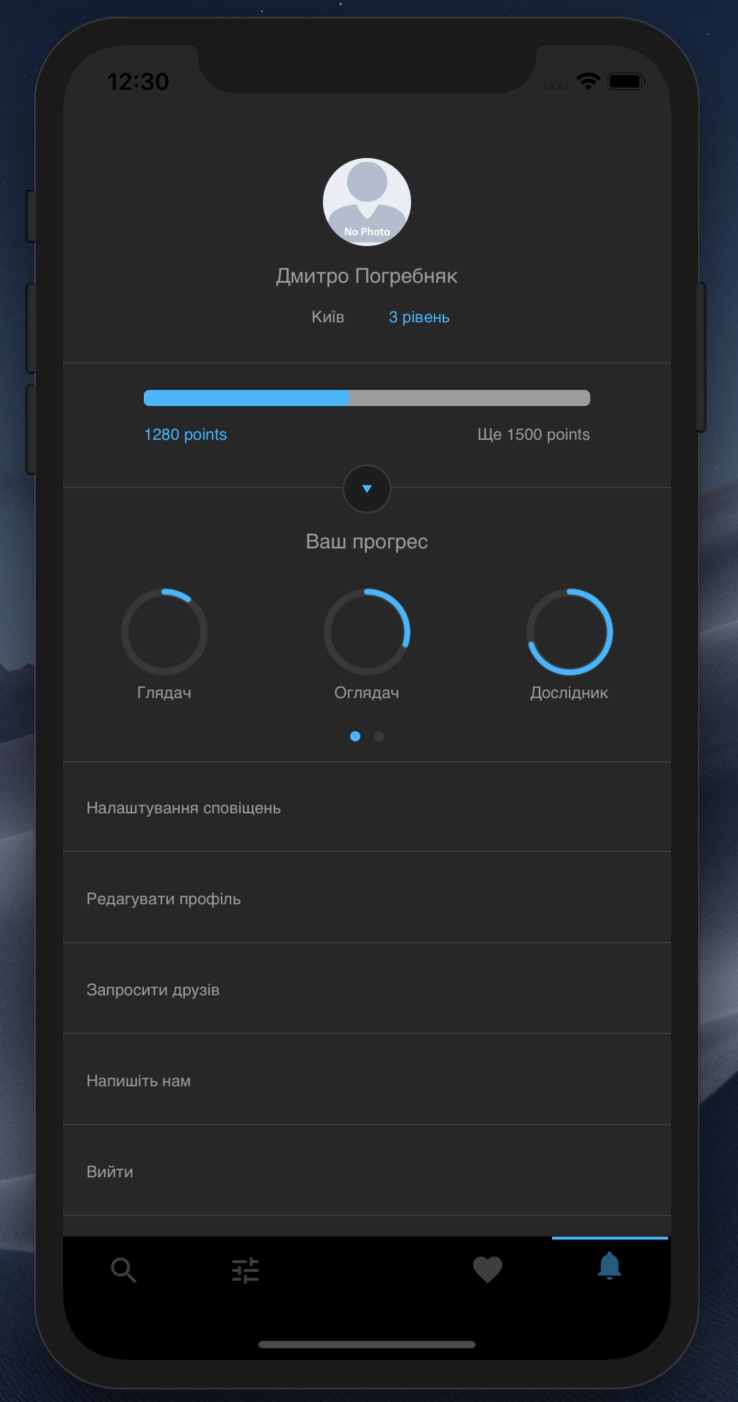 12:30
No Photo
Дмитро Погребняк
Київ 3 рівень
1280 points Ще 1500 points
Ваш прогрес
Глядач Оглядач Дослідник
Налаштування сповіщень
Редагувати профіль
Запросити друзів
Напишіть нам
Вийти